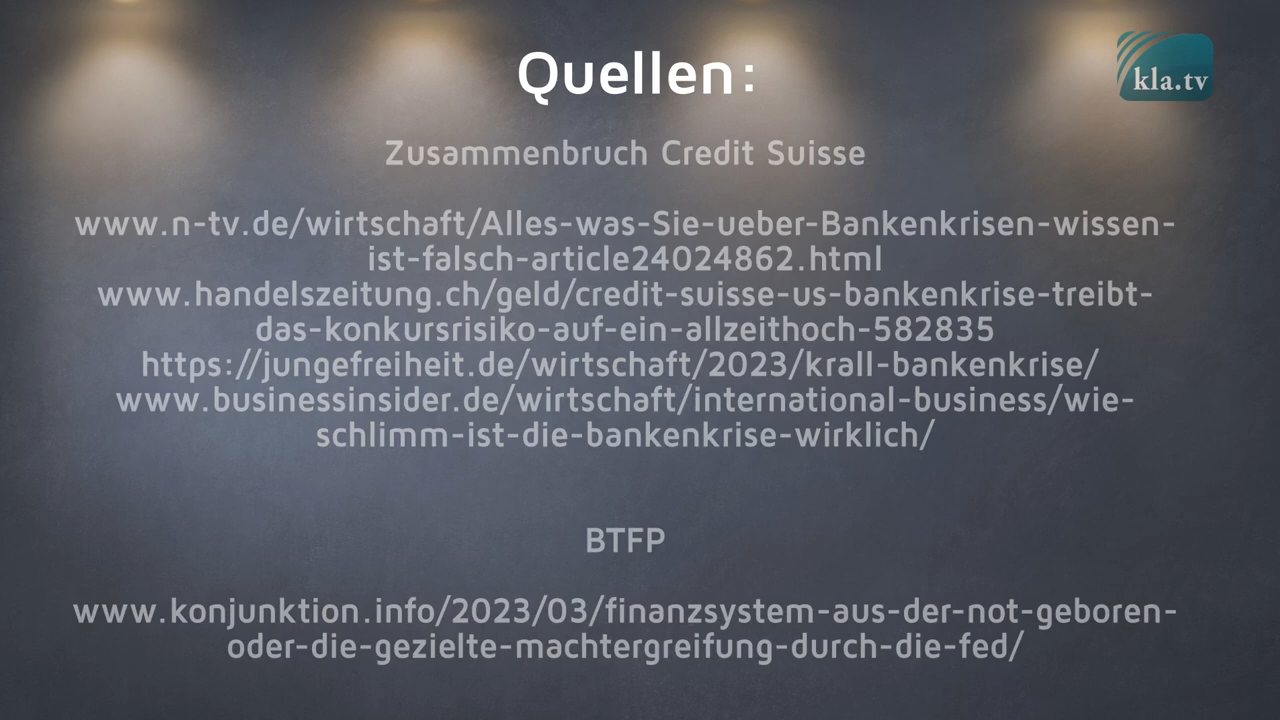 Quellen:
kla.tv
Zusammenbruch Credit Suisse
www.n-tv.de/wirtschaft/Alles-was-Sie-ueber-Bankenkrisen-wissen-
ist-falsch-article24024862.html
www.handelszeitung.ch/geld/credit-suisse-us-bankenkrise-treibt-
das-konkursrisiko-auf-ein-allzeithoch-582835
https://jungefreiheit.de/wirtschaft/2023/krall-bankenkrise/
www.businessinsider.de/wirtschaft/international-business/wie-
schlimm-ist-die-bankenkrise-wirklich/
BTFP
www.konjunktion.info/2023/03/finanzsystem-aus-der-not-geboren-
oder-die-gezielte-machtergreifung-durch-die-fed/